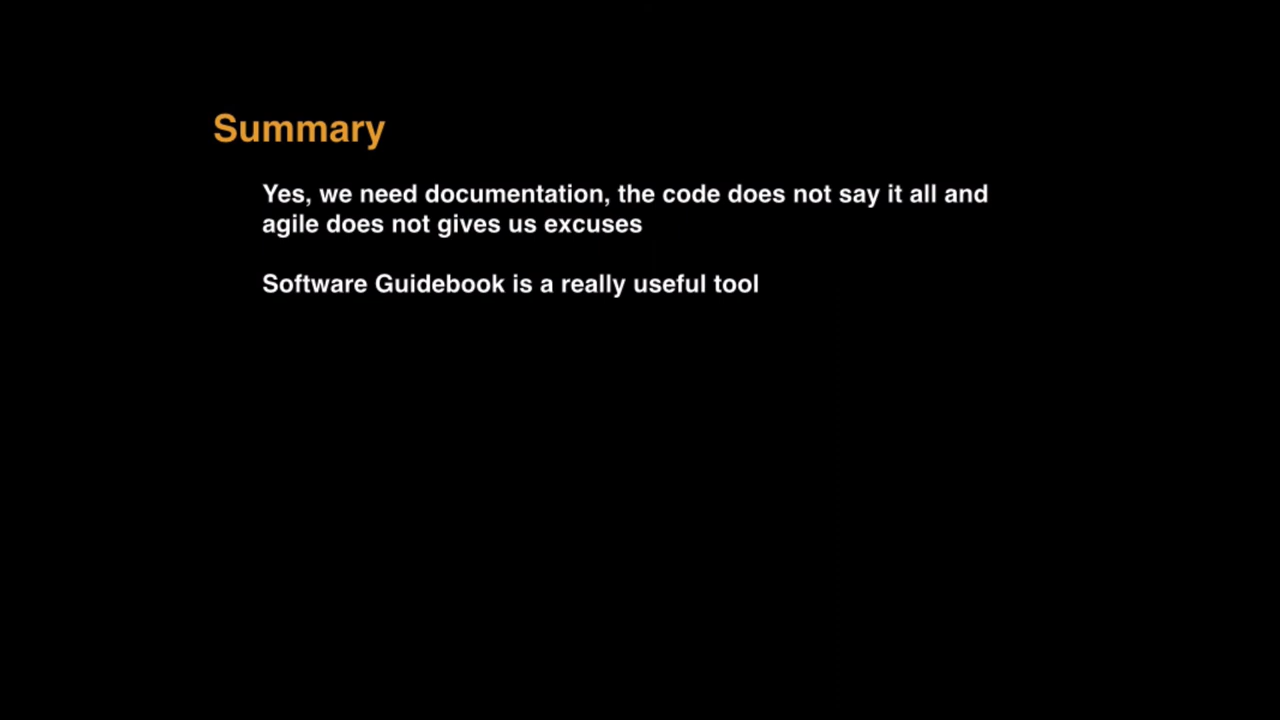 Summary
Yes, we need documentation, the code does not say it all and
agile does not gives us excuses
Software Guidebook is a really useful tool